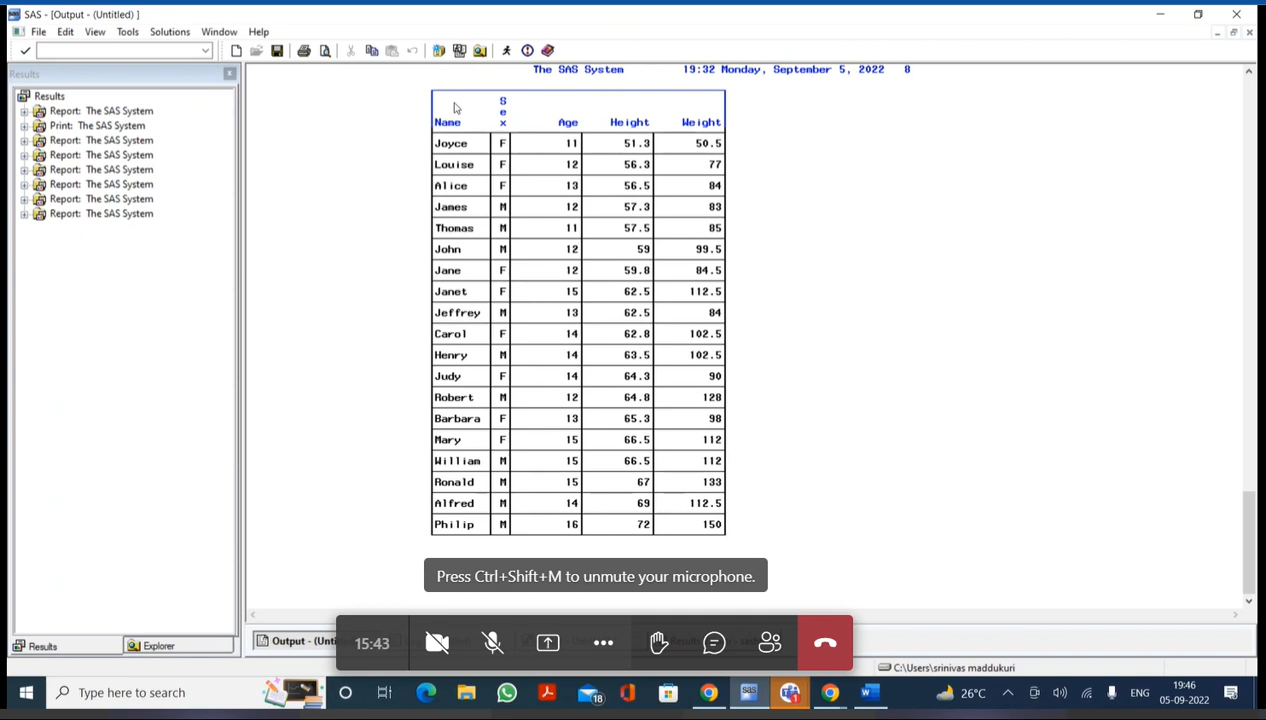 SAS - [Output - (Untitled) ]
File Edit View Tools Solutions Window Help
Results
The SAS System 19:32 Monday, September 5, 2022 8
Results
Report: The SAS System
Print: The SAS System
Report: The SAS System
Report: The SAS System
Report: The SAS System
Report: The SAS System
Report: The SAS System
Report: The SAS System
S
e
Name x Age Height Weight
Joyce F 11 51.3 50.5
Louise F 12 56.3 77
Alice F 13 56.5 84
James M 12 57.3 83
Thomas M 11 57.5 85
John M 12 59 99.5
Jane F 12 59.8 84.5
Janet F 15 62.5 112.5
Jeffrey M 13 62.5 84
Carol F 14 62.8 102.5
Henry M 14 63.5 102.5
Judy F 14 64.3 90
Robert M 12 64.8 128
Barbara F 13 65.3 98
Mary F 15 66.5 112
William M 15 66.5 112
Ronald M 15 67 133
Alfred M 14 69 112.5
Philip M 16 72 150
Press Ctrl+Shift+M to unmute your microphone.
Results Explorer
Output - (Unti
15:43
C:\Users\srinivas maddukuri
Type here to search
18
sas
1
26°C
ENG
19:46
05-09-2022